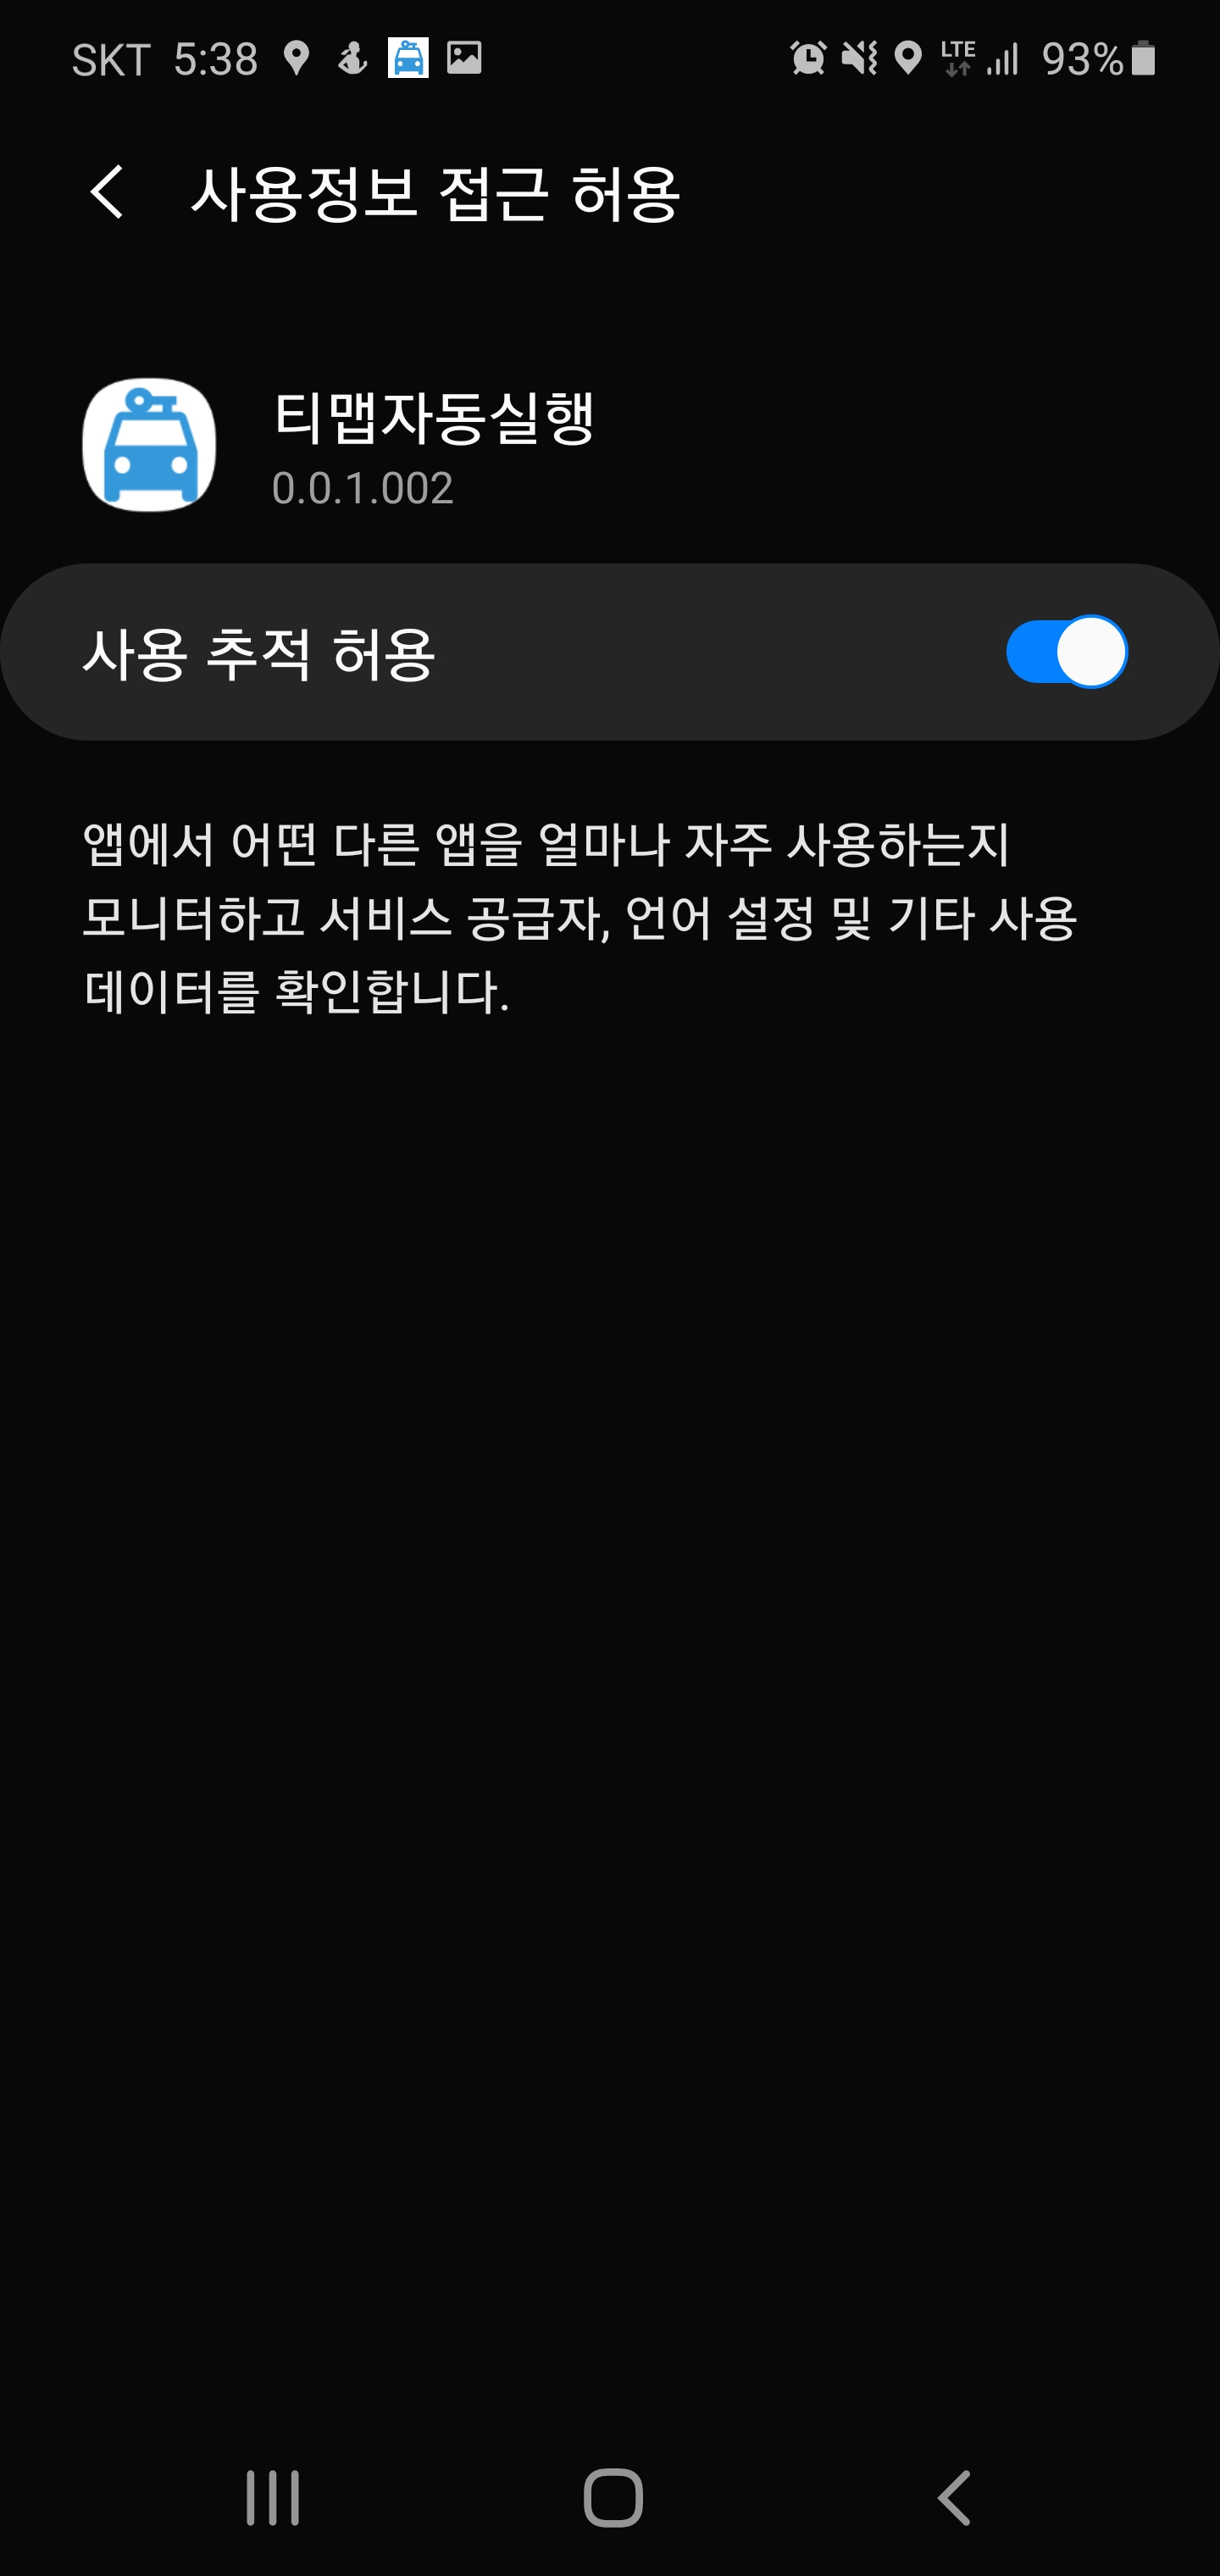 SKT 5:38 LTE 93%
사용정보 접근 허용
티맵자동실행
0.0.1.002
사용 추적 허용
앱에서 어떤 다른 앱을 얼마나 자주 사용하는지
모니터하고 서비스 공급자, 언어 설정 및 기타 사용
데이터를 확인합니다.